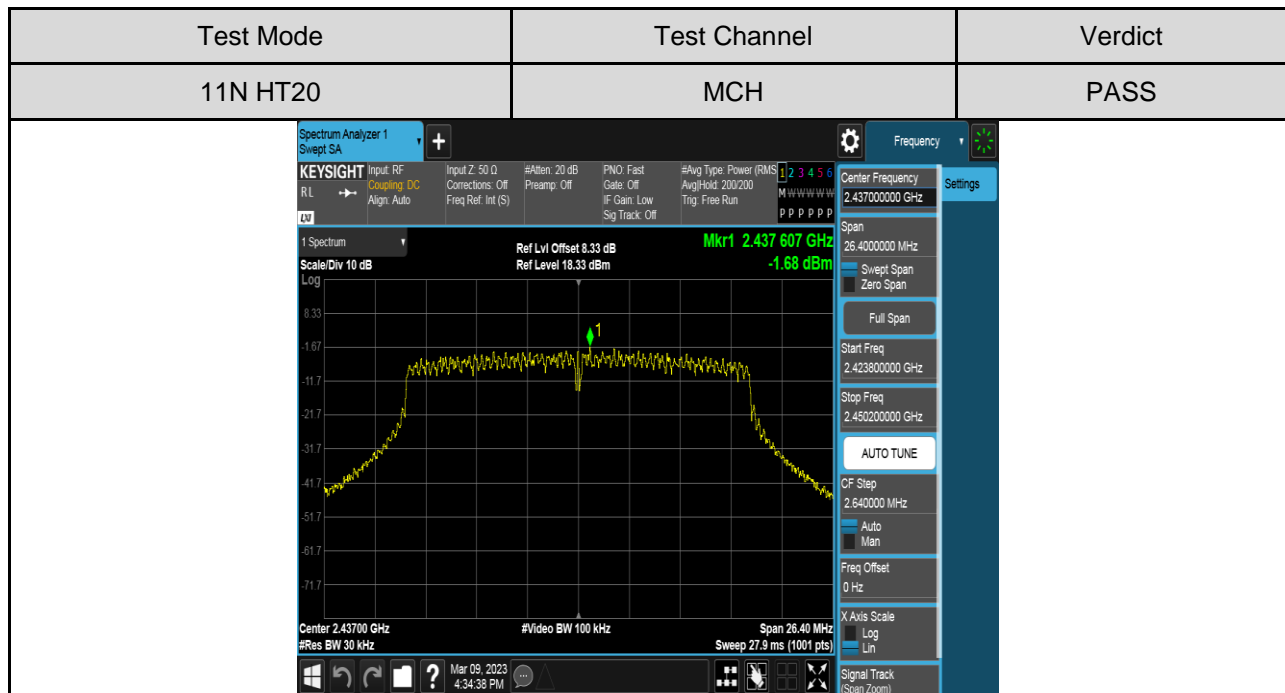 Test Mode Test Channel Verdict
11N HT20 MCH PASS
Spectrum Analyzer 1
Swept SA
+
Frequency
KEYSIGHT
RL
LXI
Input: RF
Coupling: DC
Align: Auto
Input Z: 50 Ω
Corrections: Off
Freq Ref: Int (S)
#Atten: 20 dB
Preamp: Off
PNO: Fast
Gate: Off
IF Gain: Low
Sig Track: Off
#Avg Type: Power (RMS
Avg|Hold: 200/200
Trig: Free Run
1 2 3 4 5 6
M W W W W W
P P P P P P
1 Spectrum
Scale/Div 10 dB
Log
Ref Lvl Offset 8.33 dB
Ref Level 18.33 dBm
Mkr1 2.437 607 GHz
-1.68 dBm
8.33
1
-1.67
-11.7
-21.7
-31.7
-41.7
-51.7
-61.7
-71.7
Center 2.43700 GHz
#Video BW 100 kHz
Span 26.40 MHz
#Res BW 30 kHz
Sweep 27.9 ms (1001 pts)
?
Mar 09, 2023
4:34:38 PM
Center Frequency
2.437000000 GHz
Settings
Span
26.4000000 MHz
Swept Span
Zero Span
Full Span
Start Freq
2.423800000 GHz
Stop Freq
2.450200000 GHz
AUTO TUNE
CF Step
2.640000 MHz
Auto
Man
Freq Offset
0 Hz
X Axis Scale
Log
Lin
Signal Track
(Span Zoom)